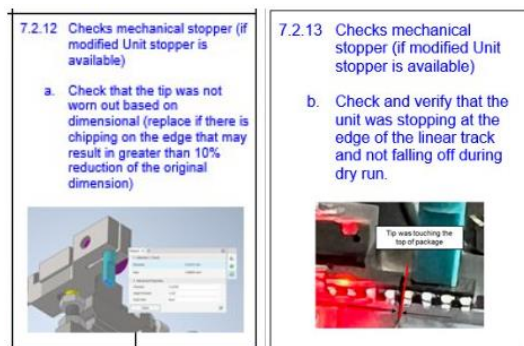 7.2.12 Checks mechanical
stopper (if
modified Unit
stopper is
available)
a. Check that the tip was not
worn out based on
dimensional (replace if there is
chipping on the edge that may
result in greater than 10%
reduction of the original
dimension)
7.2.13 Checks mechanical
stopper (if modified Unit
stopper is available)
b. Check and verify that the
unit was stopping at the
edge of the linear track
and not falling off during
dry run.
Tip was touching the
top of package